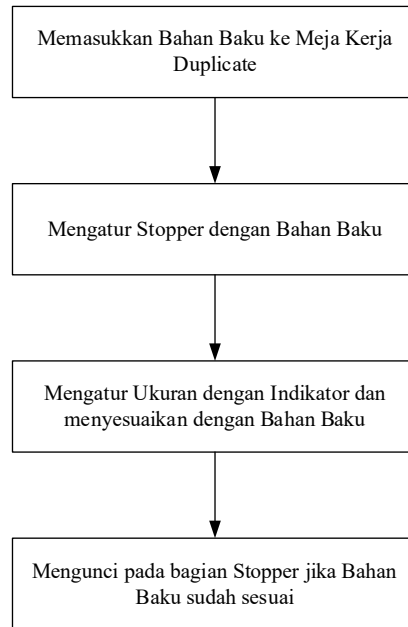 Memasukkan Bahan Baku ke Meja Kerja
Duplicate
Mengatur Stopper dengan Bahan Baku
Mengatur Ukuran dengan Indikator dan
menyesuaikan dengan Bahan Baku
Mengunci pada bagian Stopper jika Bahan
Baku sudah sesuai